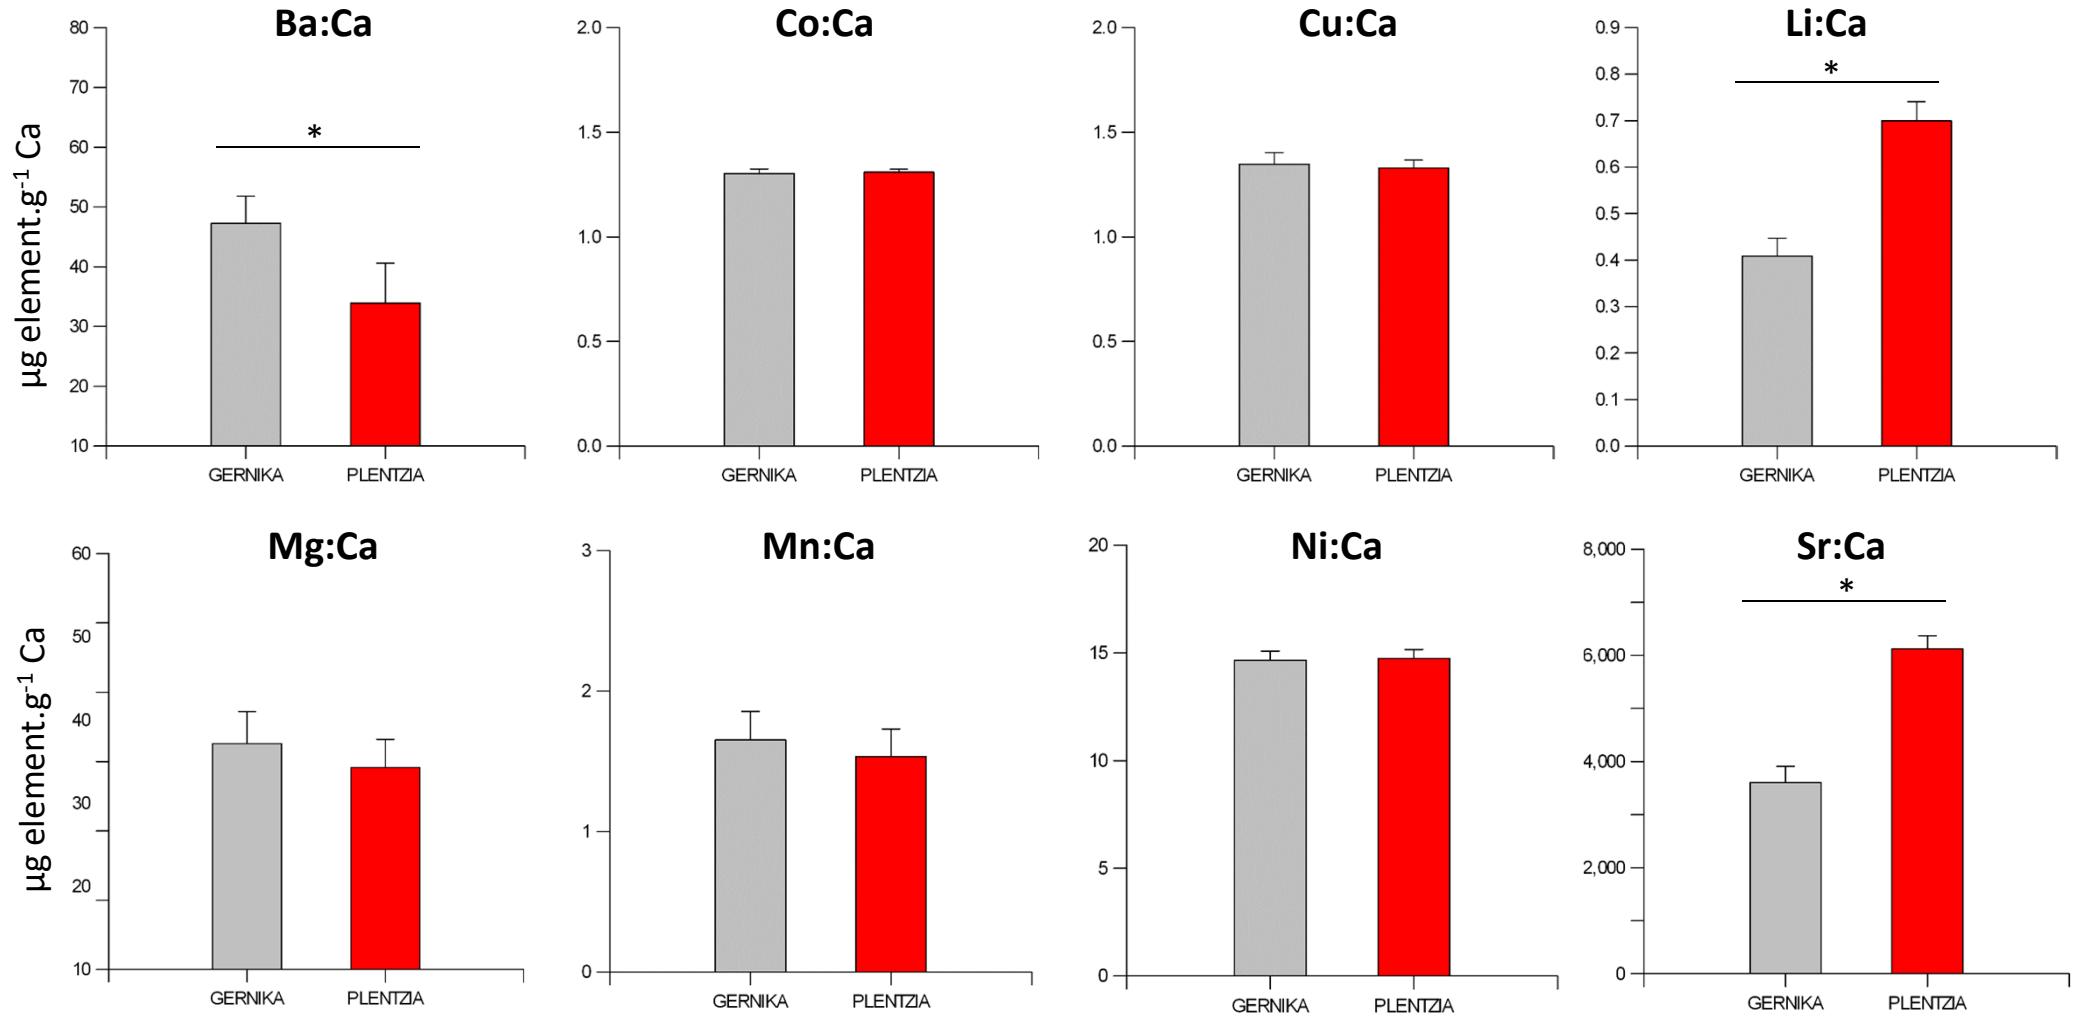 Ba:Ca
80
70
60
50
40
30
20
10
*
µg element.g⁻¹ Ca
GERNIKA PLENTZIA
Co:Ca
2.0
1.5
1.0
0.5
0.0
GERNIKA PLENTZIA
Cu:Ca
2.0
1.5
1.0
0.5
0.0
GERNIKA PLENTZIA
Li:Ca
0.9
0.8
0.7
0.6
0.5
0.4
0.3
0.2
0.1
0.0
*
GERNIKA PLENTZIA
Mg:Ca
60
50
40
30
20
10
µg element.g⁻¹ Ca
GERNIKA PLENTZIA
Mn:Ca
3
2
1
0
GERNIKA PLENTZIA
Ni:Ca
20
15
10
5
0
GERNIKA PLENTZIA
Sr:Ca
8,000
6,000
4,000
2,000
0
*
GERNIKA PLENTZIA